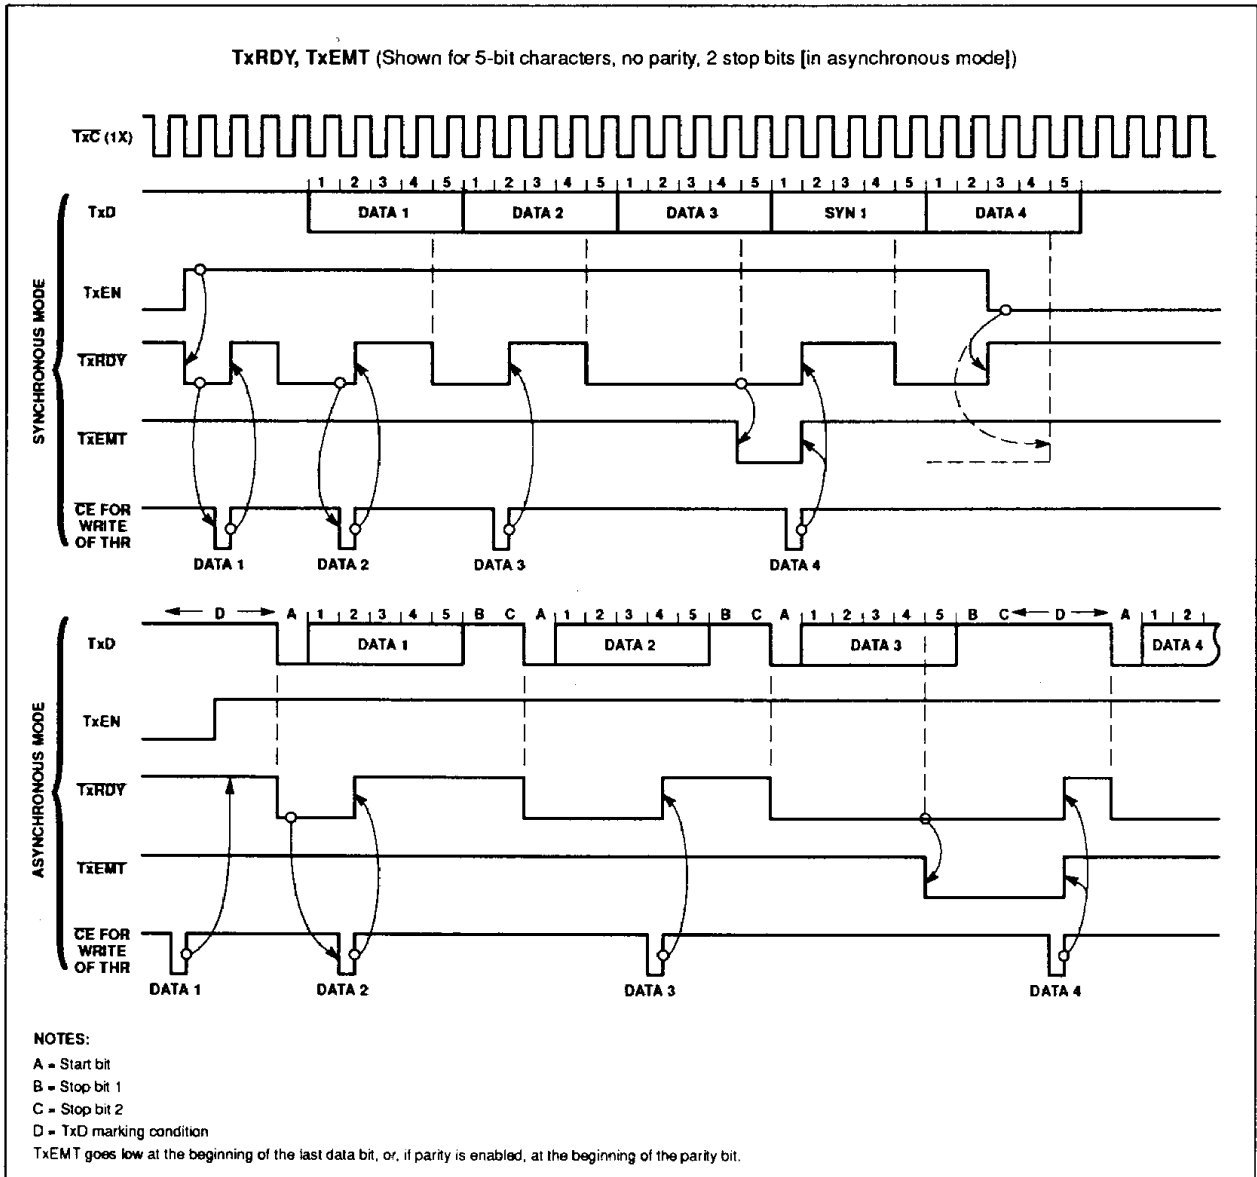 TxRDY, TxEMT (Shown for 5-bit characters, no parity, 2 stop bits [in asynchronous mode])
TxC (1X)
1 2 3 4 5 1 2 3 4 5 1 2 3 4 5 1 2 3 4 5 1 2 3 4 5
TxD DATA 1 DATA 2 DATA 3 SYN 1 DATA 4
SYNCHRONOUS MODE
TxEN
TxRDY
TxEMT
CE FOR
WRITE
OF THR
DATA 1 DATA 2 DATA 3 DATA 4
D A 1 2 3 4 5 B C A 1 2 3 4 5 B C A 1 2 3 4 5 B C D A 1 2
TxD DATA 1 DATA 2 DATA 3 DATA 4
ASYNCHRONOUS MODE
TxEN
TxRDY
TxEMT
CE FOR
WRITE
OF THR
DATA 1 DATA 2 DATA 3 DATA 4
NOTES:
A = Start bit
B = Stop bit 1
C = Stop bit 2
D = TxD marking condition
TxEMT goes low at the beginning of the last data bit, or, if parity is enabled, at the beginning of the parity bit.